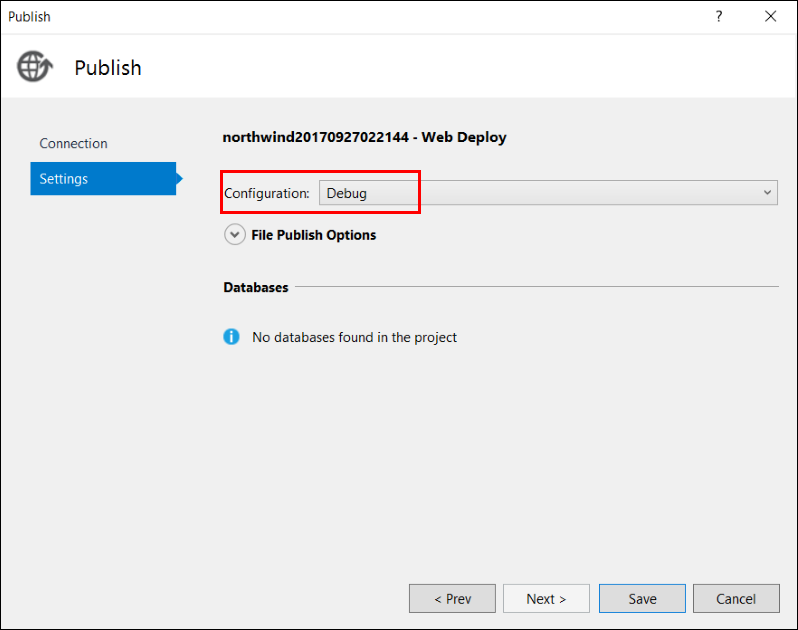 Publish
?
Publish
Connection
Settings
northwind20170927022144 - Web Deploy
Configuration: Debug
File Publish Options
Databases
No databases found in the project
< Prev Next > Save Cancel